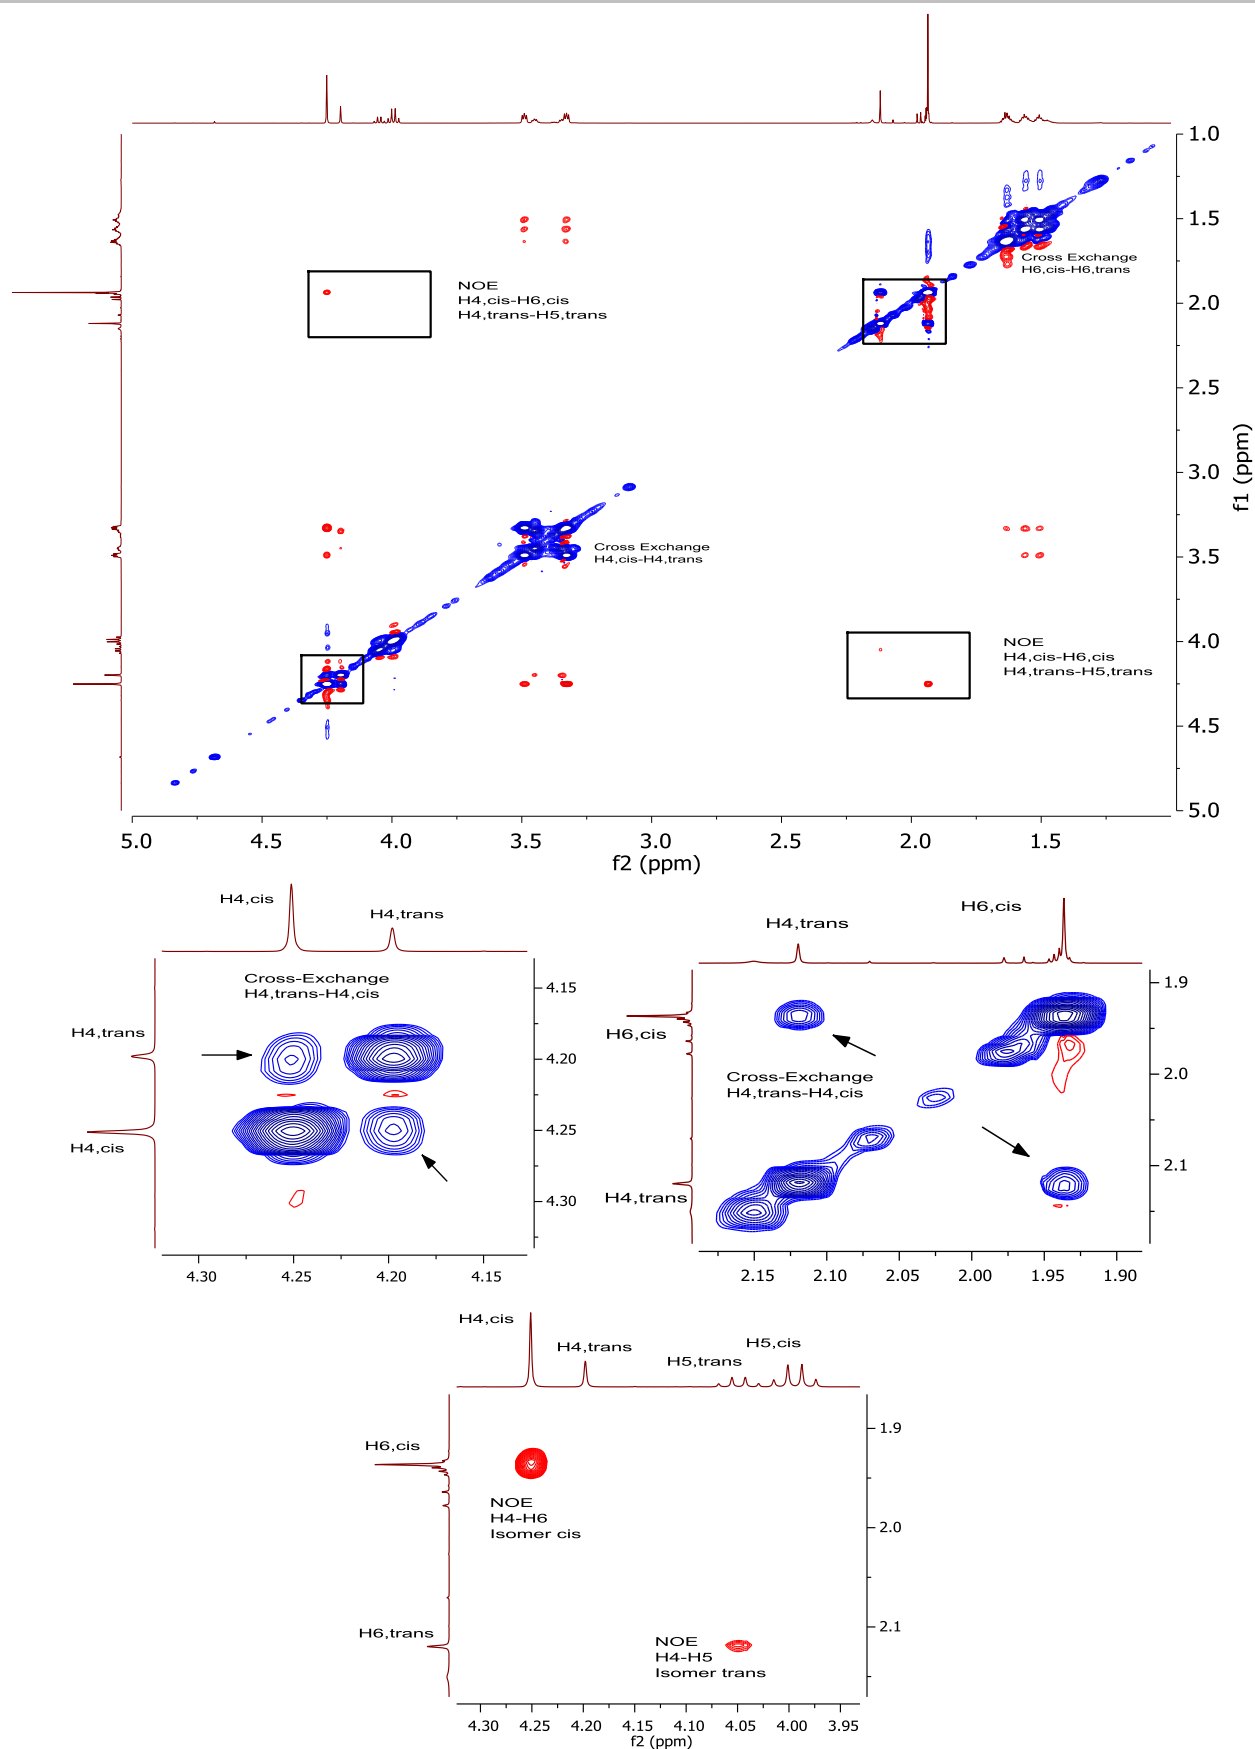 1.0
1.5
2.0
2.5
3.0
3.5
4.0
4.5
5.0
f1 (ppm)
NOE
H4,cis-H6,cis
H4,trans-H5,trans
Cross Exchange
H6,cis-H6,trans
Cross Exchange
H4,cis-H4,trans
NOE
H4,cis-H6,cis
H4,trans-H5,trans
5.0 4.5 4.0 3.5 3.0 2.5 2.0 1.5
f2 (ppm)
H4,cis
H4,trans
Cross-Exchange
H4,trans-H4,cis
H4,trans
H4,cis
4.15
4.20
4.25
4.30
4.30 4.25 4.20 4.15
H4,trans
H6,cis
H6,cis
Cross-Exchange
H4,trans-H4,cis
H4,trans
1.9
2.0
2.1
2.15 2.10 2.05 2.00 1.95 1.90
H4,cis
H4,trans
H5,trans
H5,cis
H6,cis
NOE
H4-H6
Isomer cis
H6,trans
NOE
H4-H5
Isomer trans
1.9
2.0
2.1
4.30 4.25 4.20 4.15 4.10 4.05 4.00 3.95
f2 (ppm)